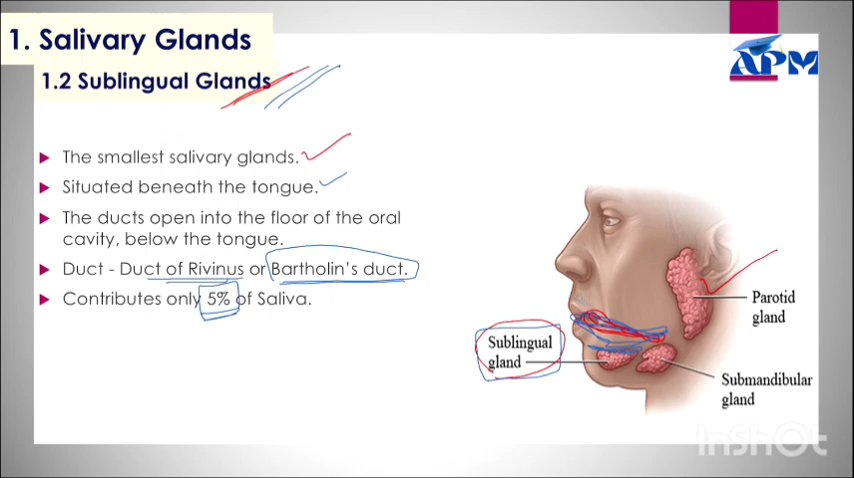 1. Salivary Glands
1.2 Sublingual Glands
APM
The smallest salivary glands.
Situated beneath the tongue.
The ducts open into the floor of the oral
cavity, below the tongue.
Duct - Duct of Rivinus or Bartholin's duct.
Contributes only 5% of Saliva.
Parotid
gland
Sublingual
gland
Submandibular
gland
InShOt